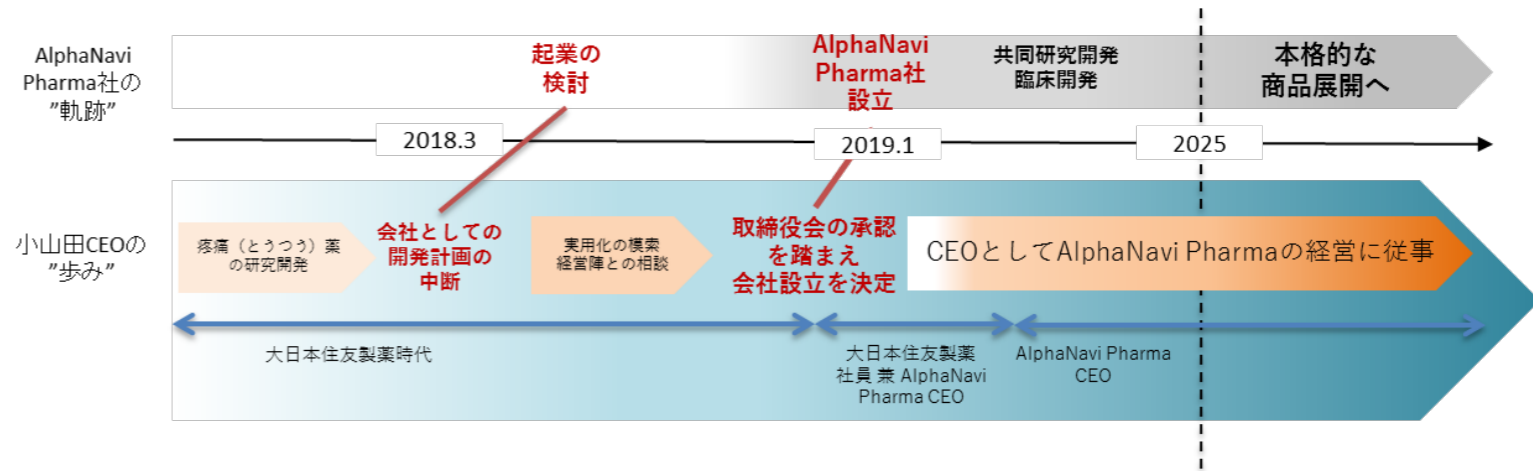 AlphaNavi
Pharma社の
”軌跡”
起業の
検討
AlphaNavi
Pharma社
設立
共同研究開発
臨床開発
本格的な
商品展開へ
2018.3
2019.1
2025
小山田CEOの
”歩み”
疼痛（とうつう）薬
の研究開発
会社としての
開発計画の
中断
実用化の模索
経営陣との相談
取締役会の承認
を踏まえ
会社設立を決定
CEOとしてAlphaNavi Pharmaの経営に従事
大日本住友製薬時代
大日本住友製薬
社員 兼 AlphaNavi
Pharma CEO
AlphaNavi Pharma
CEO